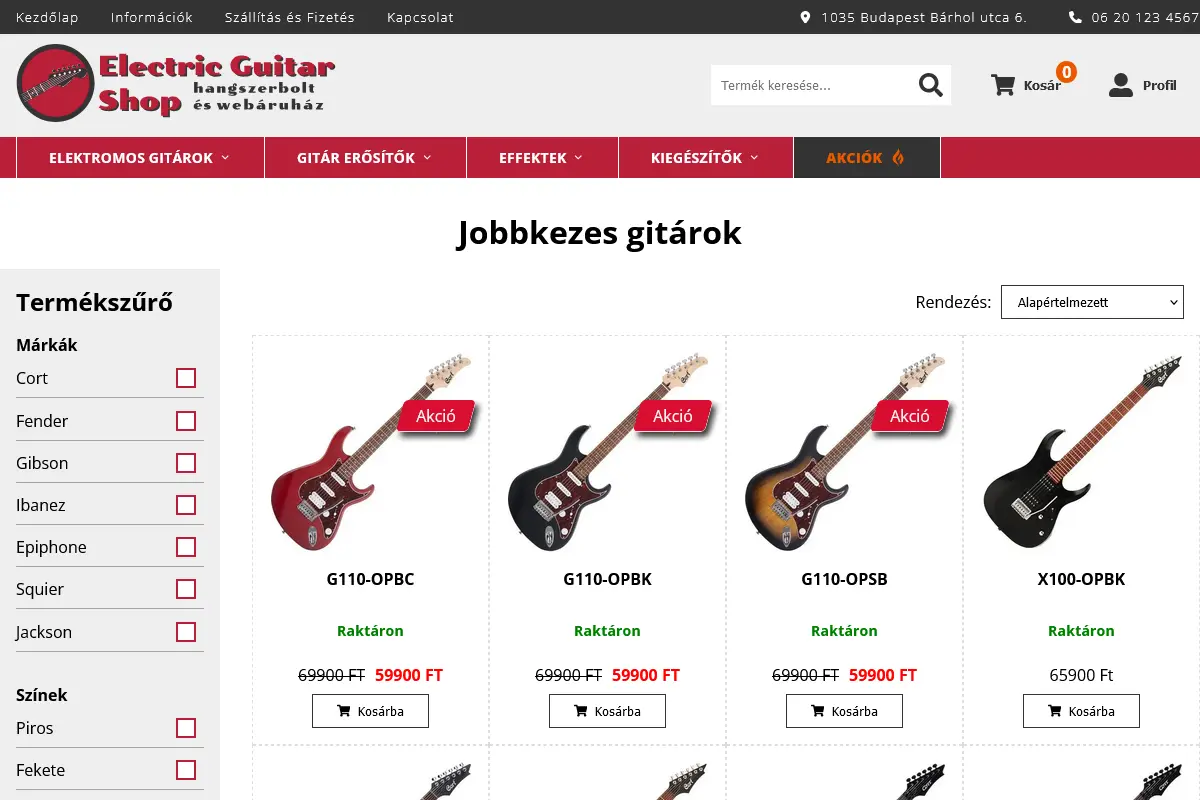 Kezdőlap Információk Szállítás és Fizetés Kapcsolat 1035 Budapest Bárhol utca 6. 06 20 123 4567
Electric Guitar
Shop hangszerbolt
és webáruház
Termék keresése...
0
Kosár Profil
ELEKTROMOS GITÁROK GITÁR ERŐSÍTŐK EFFEKTEK KIEGÉSZÍTŐK AKCIÓK
Jobbkezes gitárok
Termékszűrő
Márkák
Cort
Fender
Gibson
Ibanez
Epiphone
Squier
Jackson
Színek
Piros
Fekete
Rendezés: Alapértelmezett
Akció Akció Akció
G110-OPBC G110-OPBK G110-OPSB X100-OPBK
Raktáron Raktáron Raktáron Raktáron
69900 FT 59900 FT 69900 FT 59900 FT 69900 FT 59900 FT 65900 Ft
Kosárba Kosárba Kosárba Kosárba